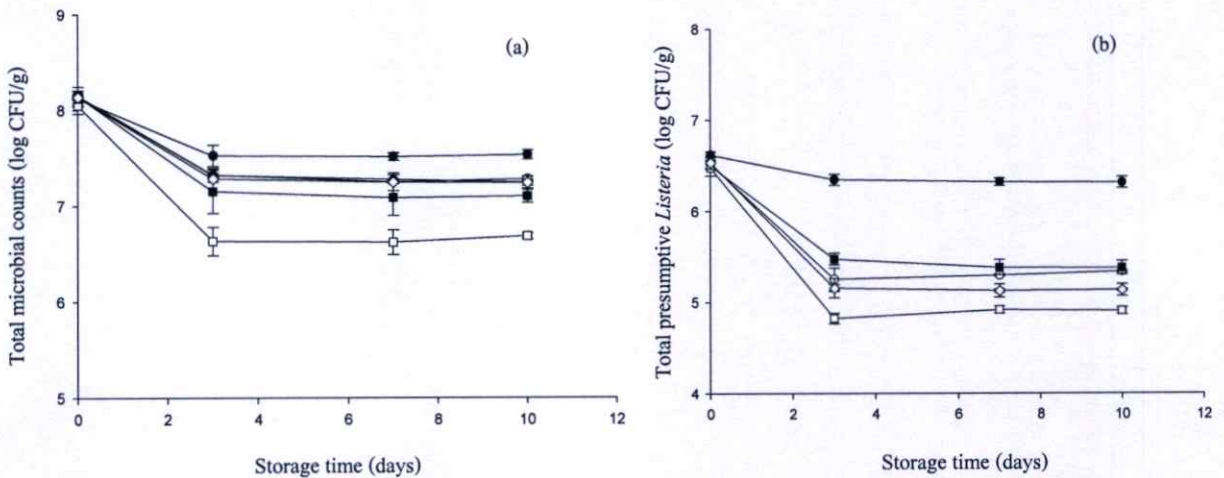 (a)
Total microbial counts (log CFU/g)
9
8
7
6
5
0 2 4 6 8 10 12
Storage time (days)
(b)
Total presumptive Listeria (log CFU/g)
8
7
6
5
4
0 2 4 6 8 10 12
Storage time (days)